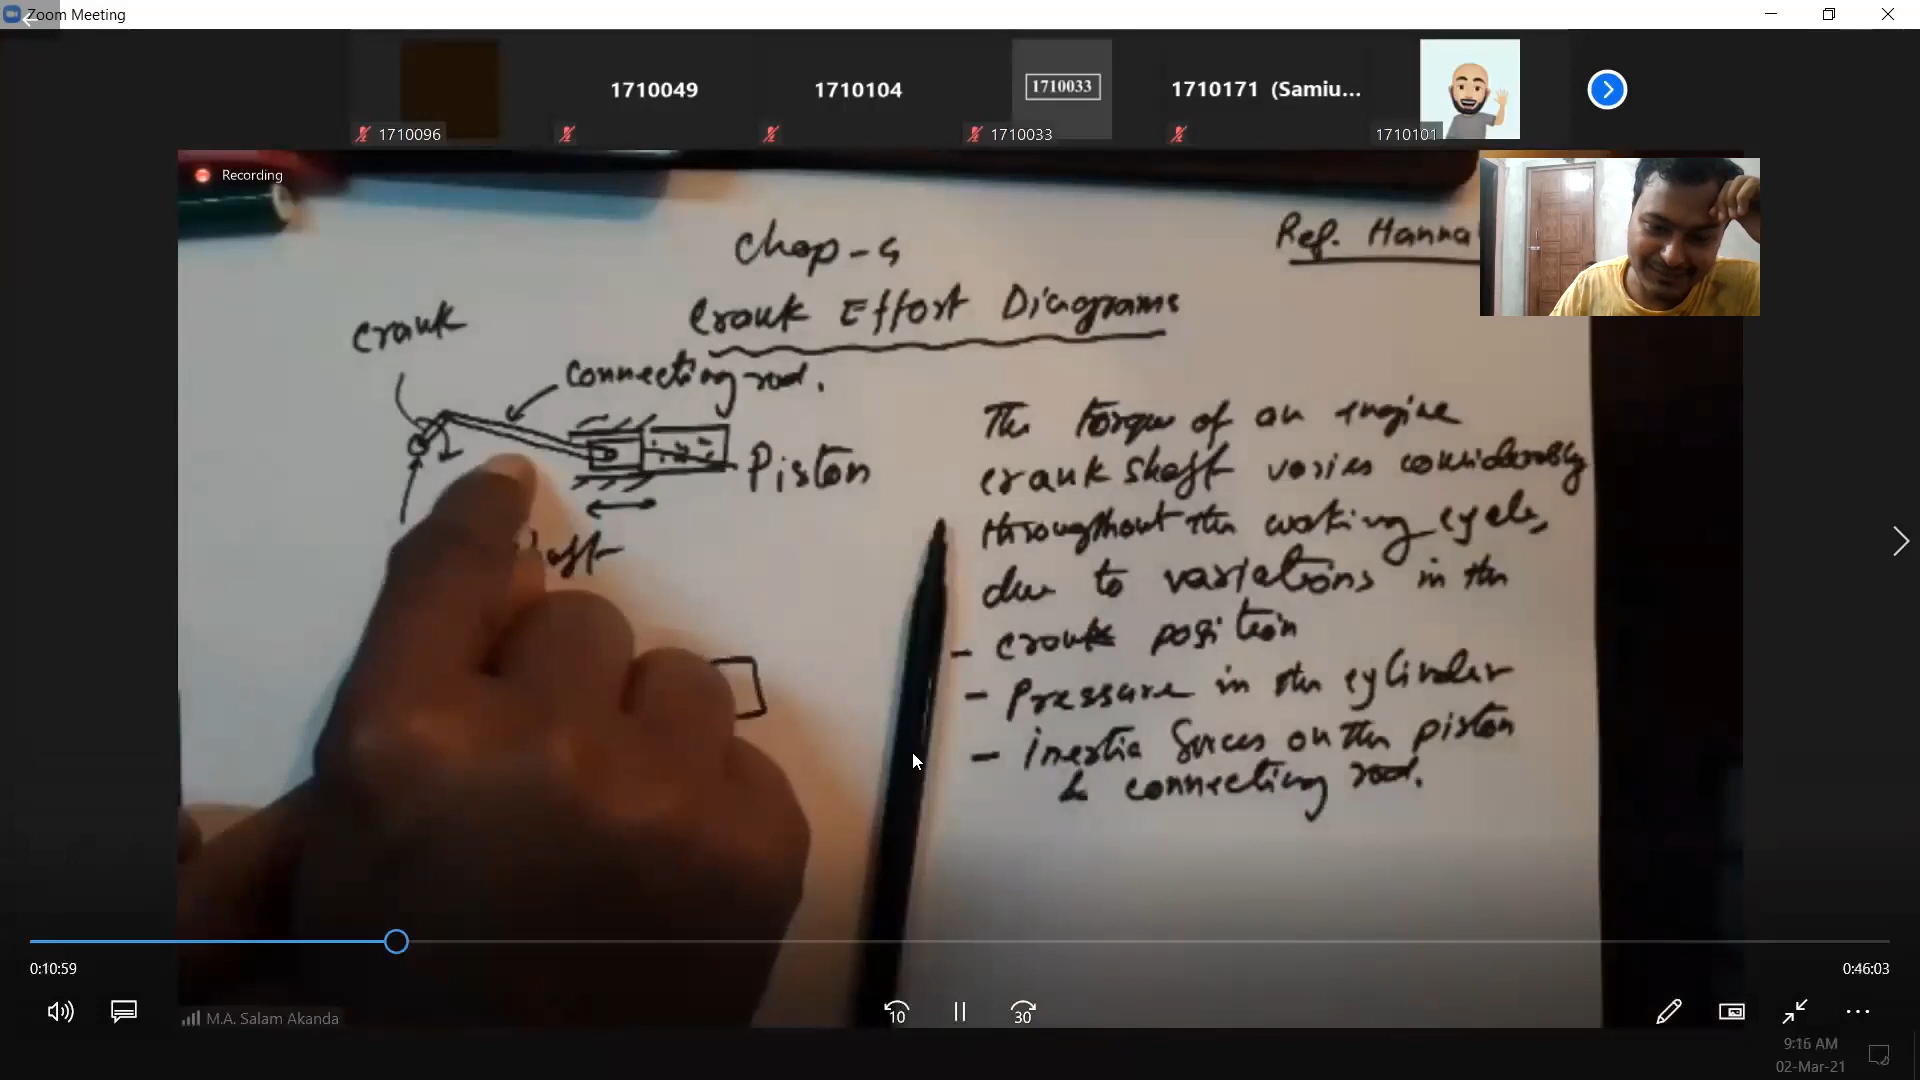 Zoom Meeting
1710049
1710104
1710033
1710171 (Samiu...
1710096
1710033
1710101
Recording
Chap-4
Ref. Hanna
Crank Effort Diagrams
crank
connecting rod.
Piston
aft
The torque of an engine
crank shaft varies considerably
throughout the working cycle,
due to variations in the
- crank position
- Pressure in the cylinder
- inertia forces on the piston
& connecting rod.
0:10:59
0:46:03
10
30
M.A. Salam Akanda
9:16 AM
02-Mar-21